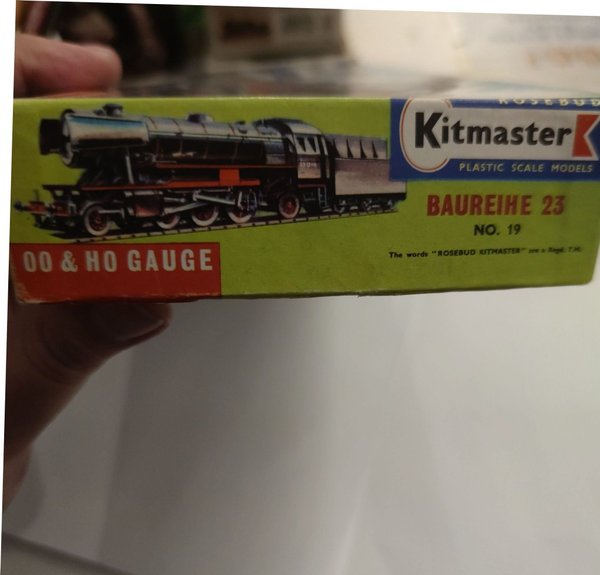 ROSEBUD
Kitmaster
PLASTIC SCALE MODELS
BAUREIHE 23
NO. 19
The words "ROSEBUD KITMASTER" are a Regd. T.M.
OO & HO GAUGE